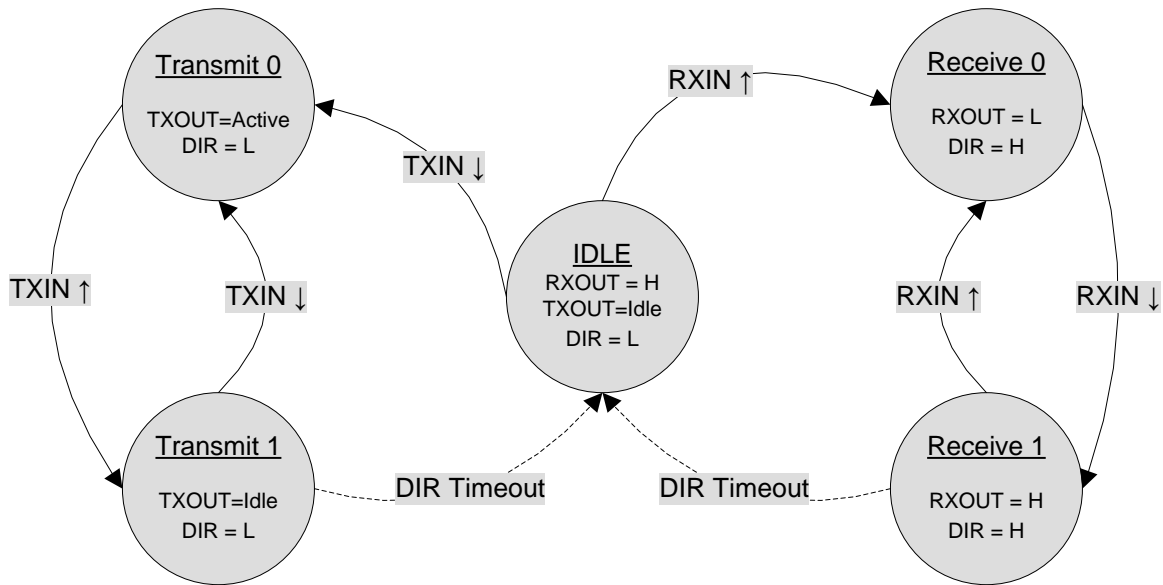 Transmit 0
TXOUT=Active
DIR = L
RXIN ↑
Receive 0
RXOUT = L
DIR = H
TXIN ↓
IDLE
RXOUT = H
TXOUT=Idle
DIR = L
TXIN ↑
TXIN ↓
RXIN ↑
RXIN ↓
Transmit 1
TXOUT=Idle
DIR = L
DIR Timeout
DIR Timeout
Receive 1
RXOUT = H
DIR = H